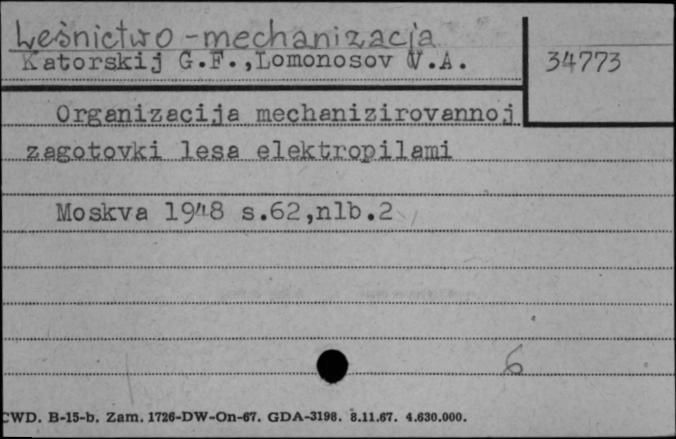 Leśnictwo - mechanizacja
Katorskij G.F., Lomonosov V.A.
34773
Organizacija mechanizirovannoj
zagotovki lesa elektropilami
Moskva 1948 s.62,nlb.2
6
CWD. B-15-b. Zam. 1726-DW-On-67. GDA-3198. 8.11.67. 4.630.000.